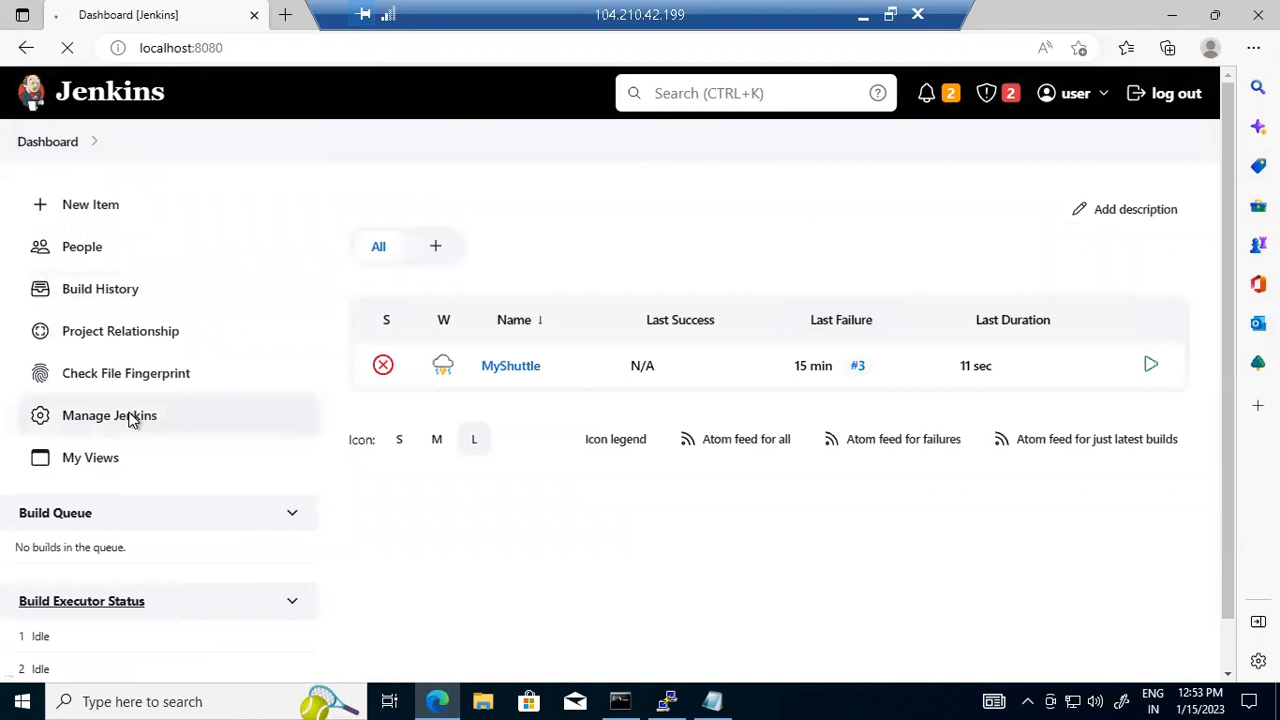 Dashboard [Jenkins]
104.210.42.199
localhost:8080
Jenkins
Search (CTRL+K)
2
2
user
log out
Dashboard
New Item
People
Build History
Project Relationship
Check File Fingerprint
Manage Jenkins
My Views
Add description
All
S W Name ↓ Last Success Last Failure Last Duration
MyShuttle N/A 15 min #3 11 sec
Icon: S M L
Icon legend
Atom feed for all
Atom feed for failures
Atom feed for just latest builds
Build Queue
No builds in the queue.
Build Executor Status
1 Idle
2 Idle
Type here to search
ENG
IN
12:53 PM
1/15/2023